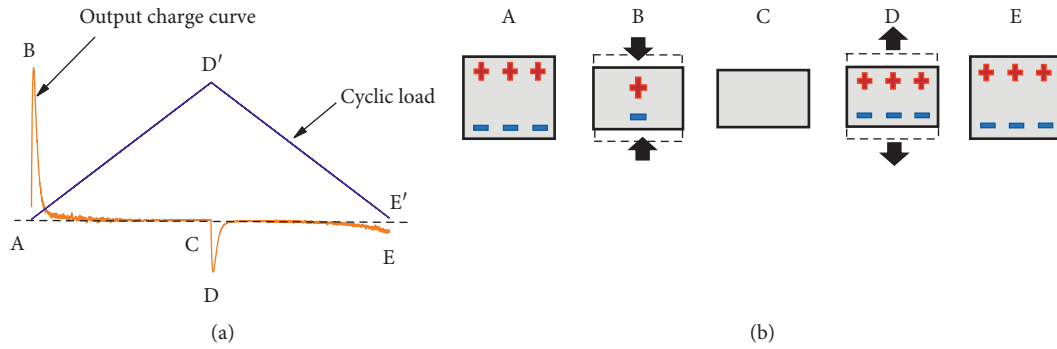 Output charge curve
B
D′
Cyclic load
E′
A
C
E
D
(a)
A
B
C
D
E
(b)